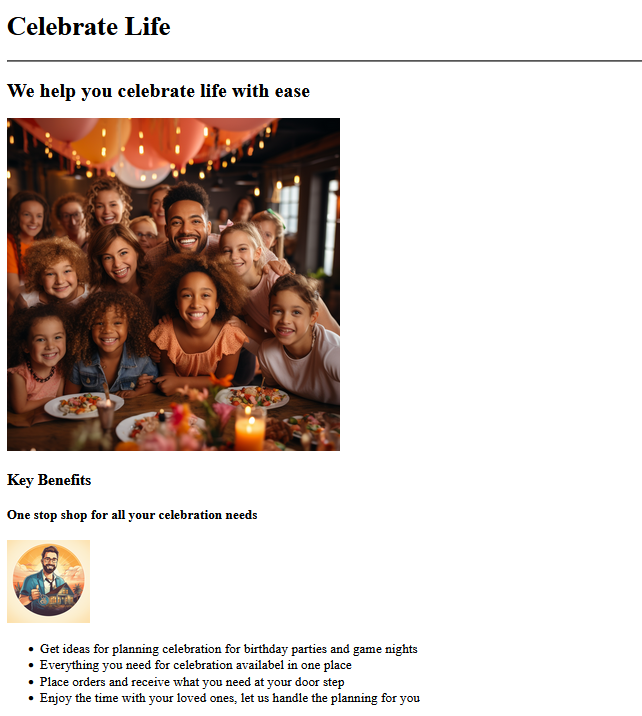 Celebrate Life
We help you celebrate life with ease
Key Benefits
One stop shop for all your celebration needs
Get ideas for planning celebration for birthday parties and game nights
Everything you need for celebration availabel in one place
Place orders and receive what you need at your door step
Enjoy the time with your loved ones, let us handle the planning for you